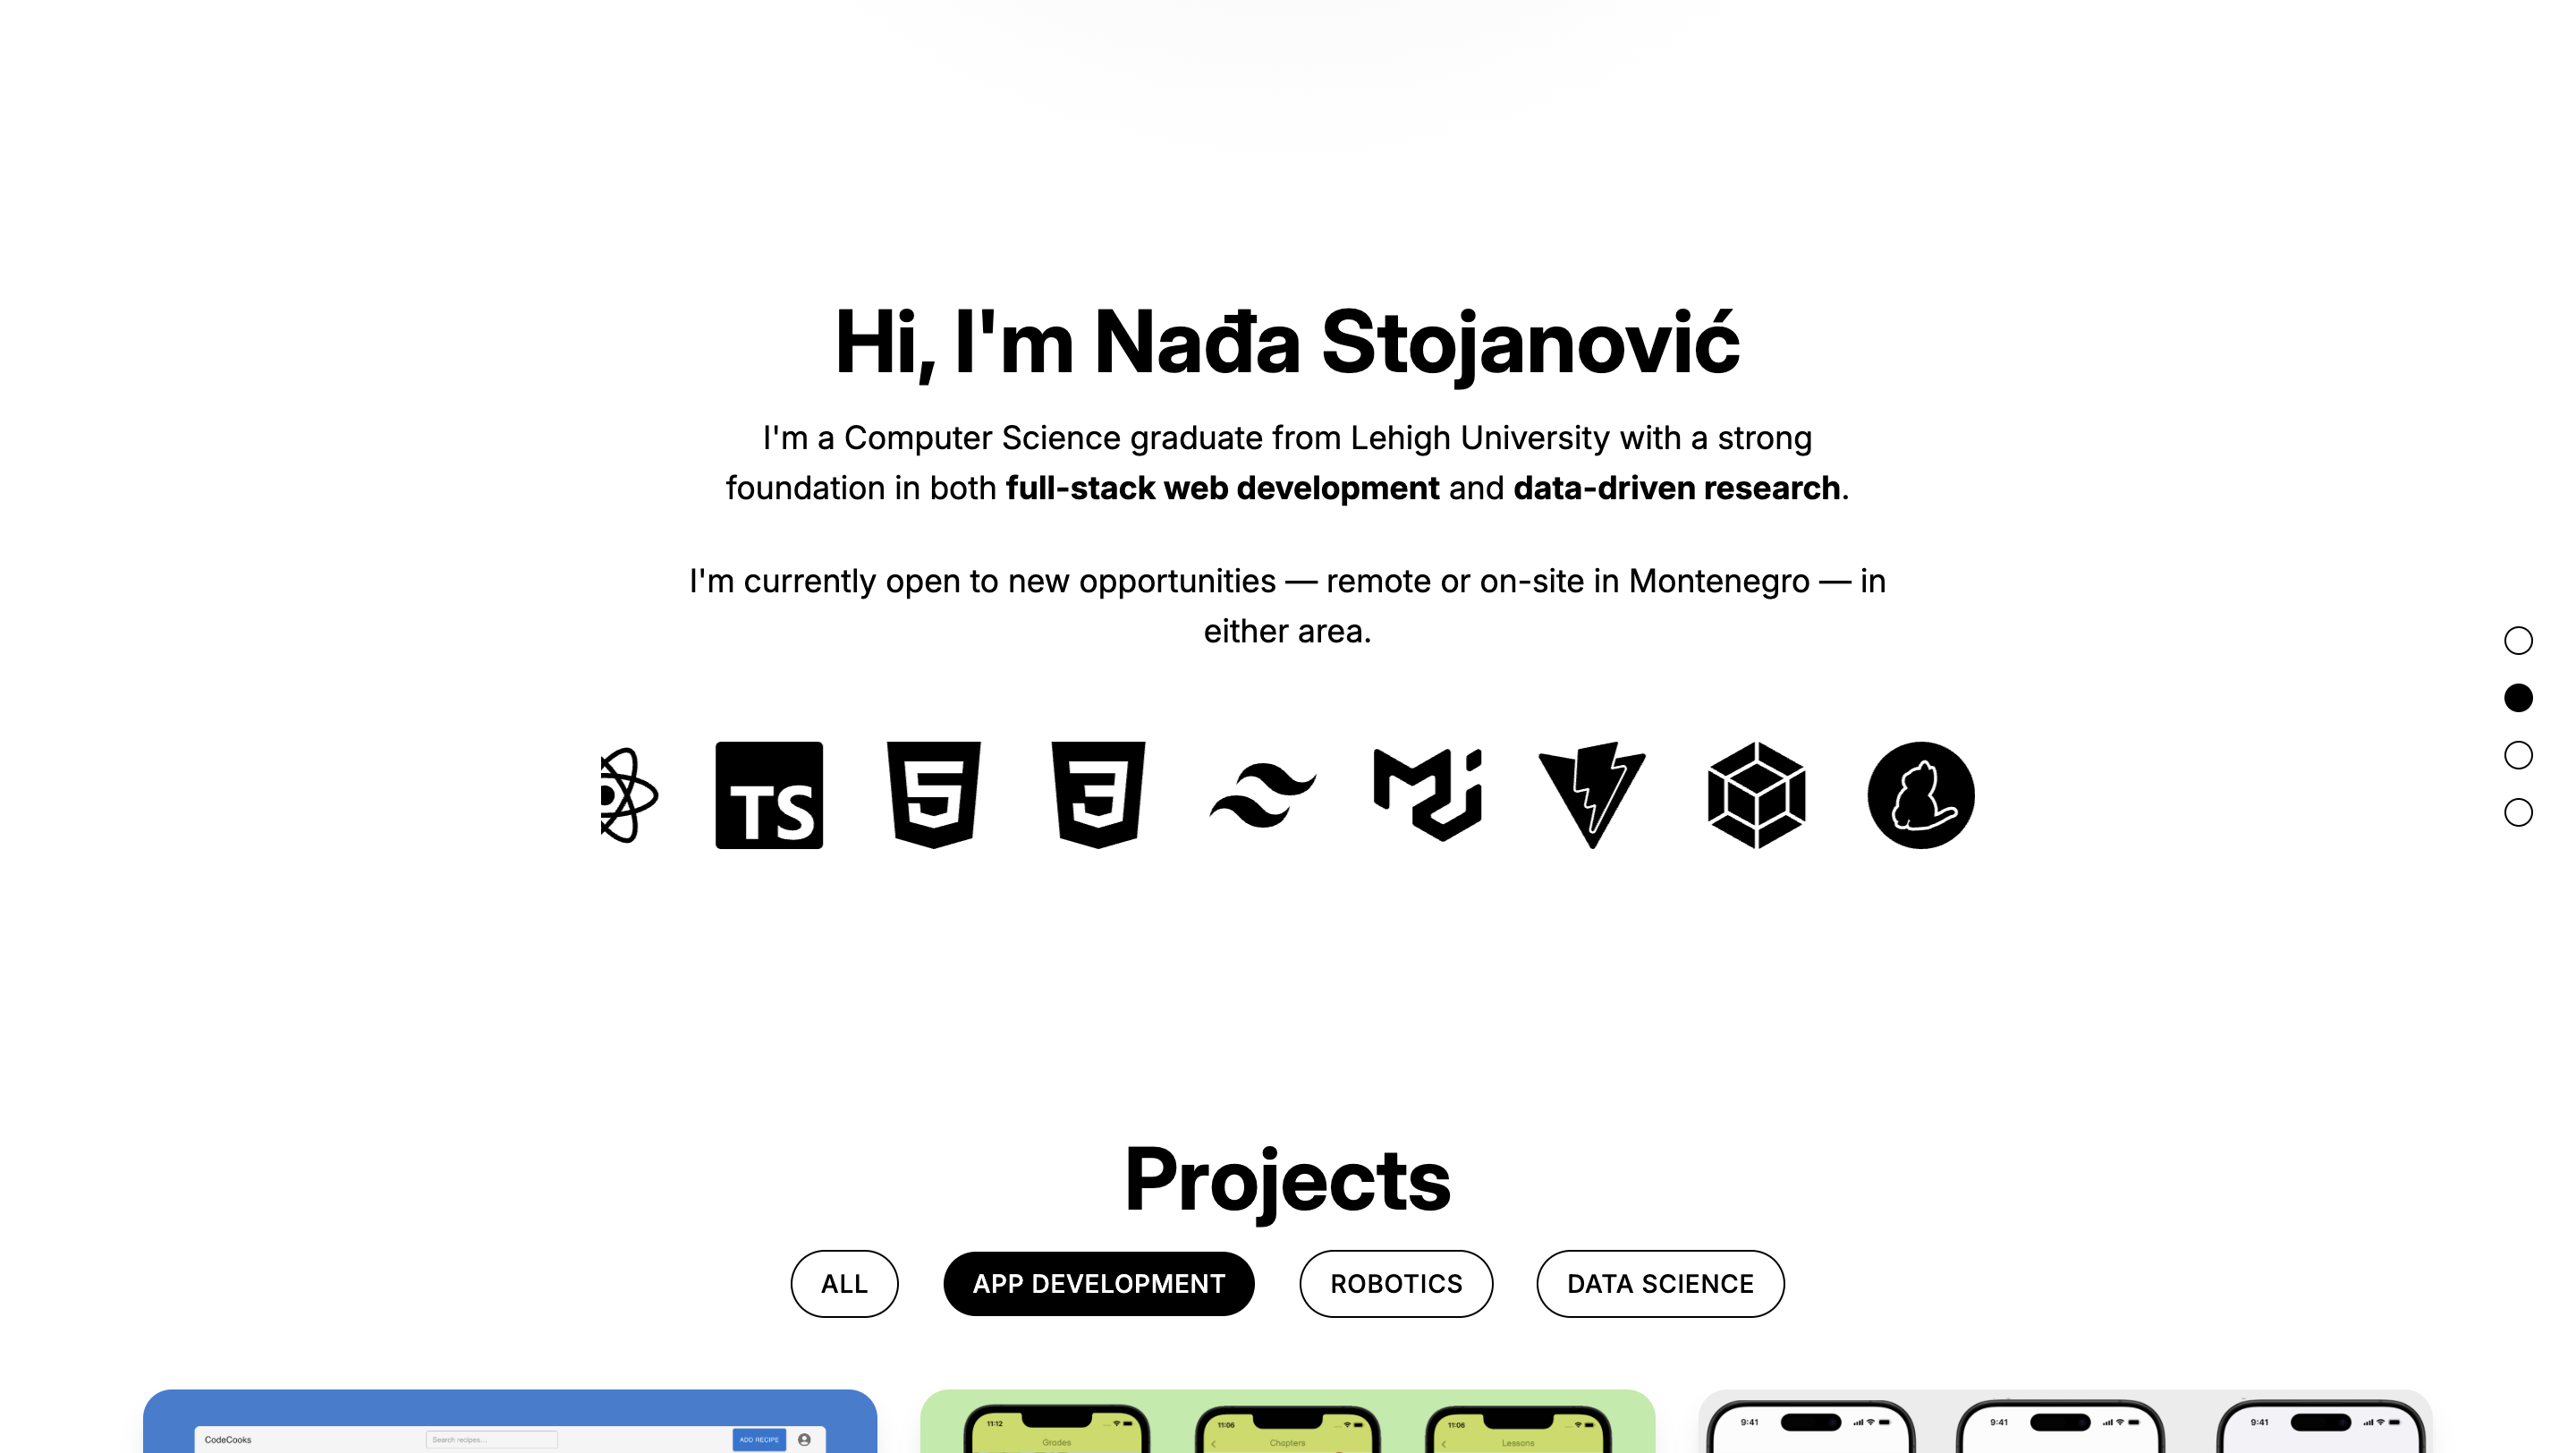 Hi, I'm Nađa Stojanović
I'm a Computer Science graduate from Lehigh University with a strong
foundation in both full-stack web development and data-driven research.
I'm currently open to new opportunities — remote or on-site in Montenegro — in
either area.
TS
5
3
Projects
ALL
APP DEVELOPMENT
ROBOTICS
DATA SCIENCE
CodeCooks
Search recipes...
ADD RECIPE
11:12
Grades
11:06
Chapters
11:06
Lessons
9:41
9:41
9:41